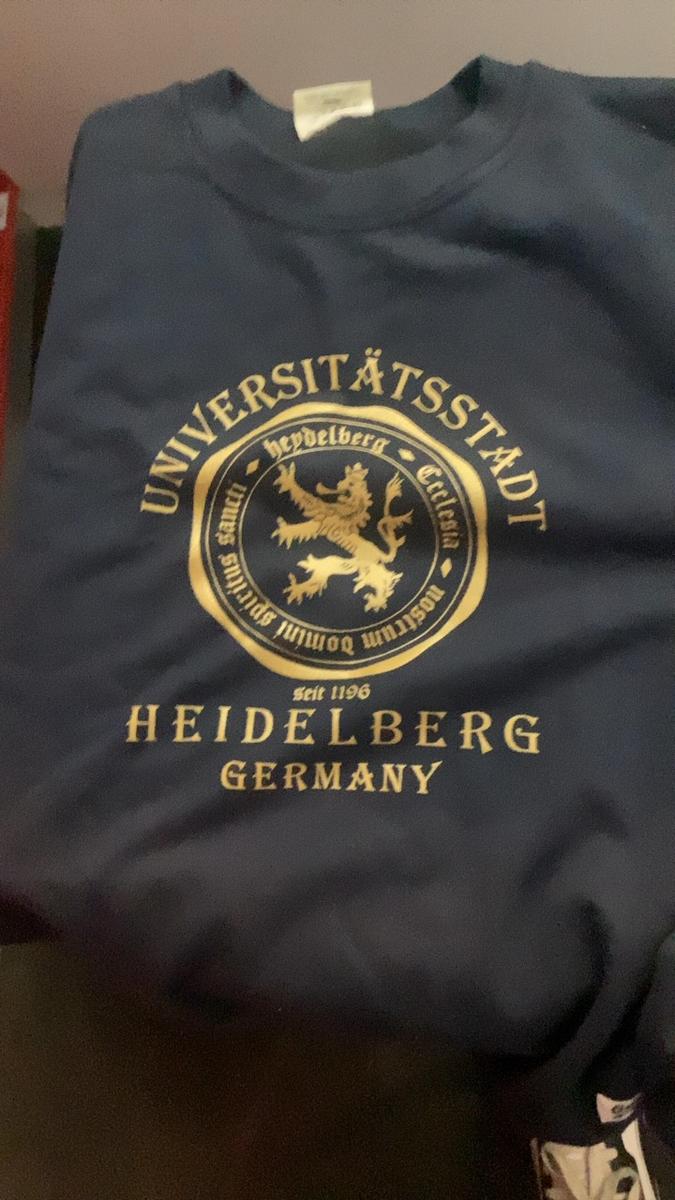 UNIVERSITÄTSSTADT
heydelberg ⬥ Ecclesia ⬥ nostrum domini spiritus sancti ⬥
seit 1196
HEIDELBERG
GERMANY